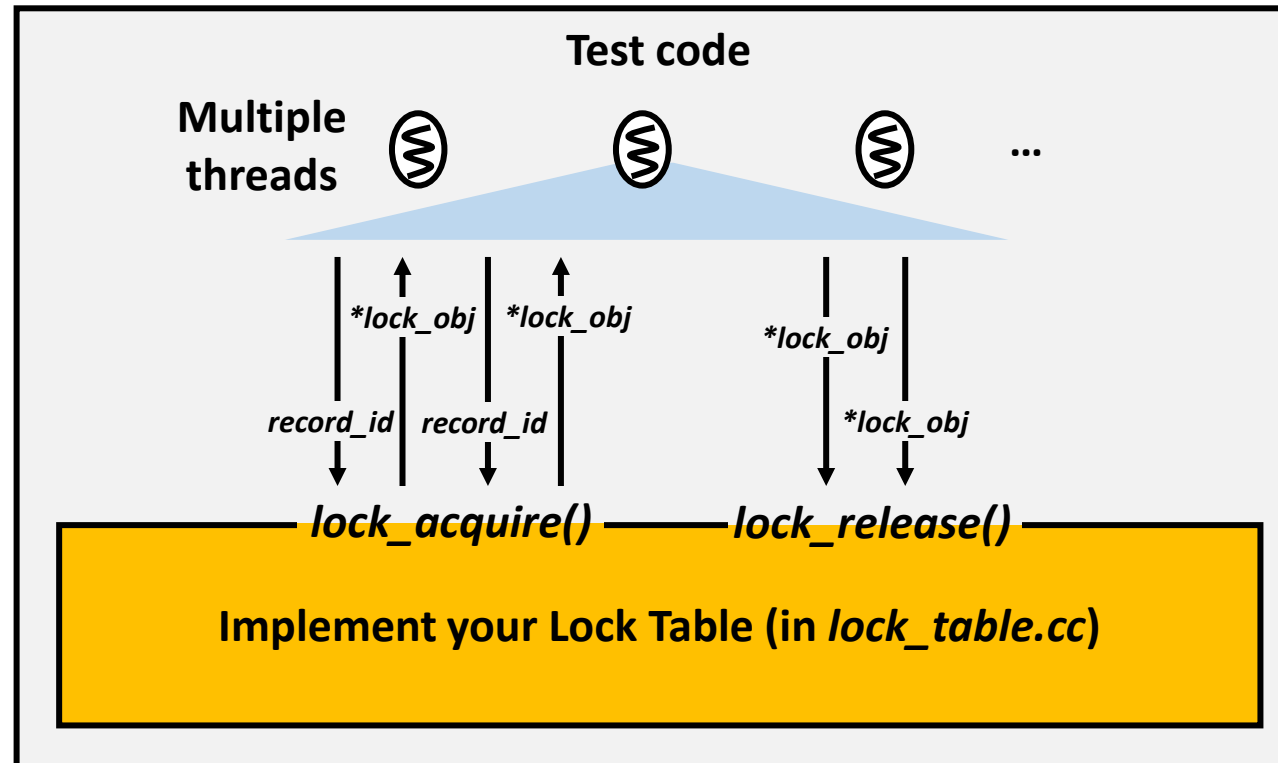 Test code
Multiple
threads
...
*lock_obj
*lock_obj
*lock_obj
record_id
record_id
*lock_obj
lock_acquire()
lock_release()
Implement your Lock Table (in lock_table.cc)